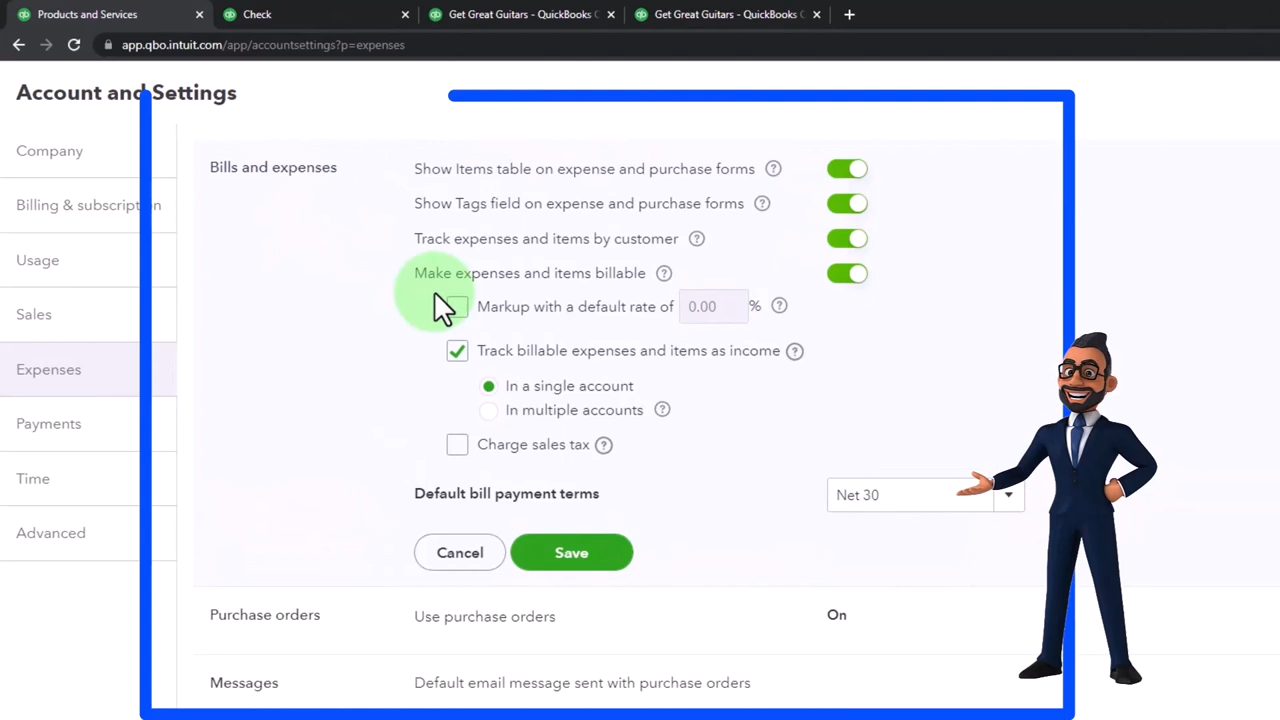 Products and Services
Check
Get Great Guitars - QuickBooks
Get Great Guitars - QuickBooks
app.qbo.intuit.com/app/accountsettings?p=expenses
Account and Settings
Company
Billing & subscription
Usage
Sales
Expenses
Payments
Time
Advanced
Bills and expenses
Show Items table on expense and purchase forms ?
Show Tags field on expense and purchase forms ?
Track expenses and items by customer ?
Make expenses and items billable ?
Markup with a default rate of 0.00 % ?
Track billable expenses and items as income ?
In a single account
In multiple accounts ?
Charge sales tax ?
Default bill payment terms Net 30
Cancel Save
Purchase orders Use purchase orders On
Messages Default email message sent with purchase orders